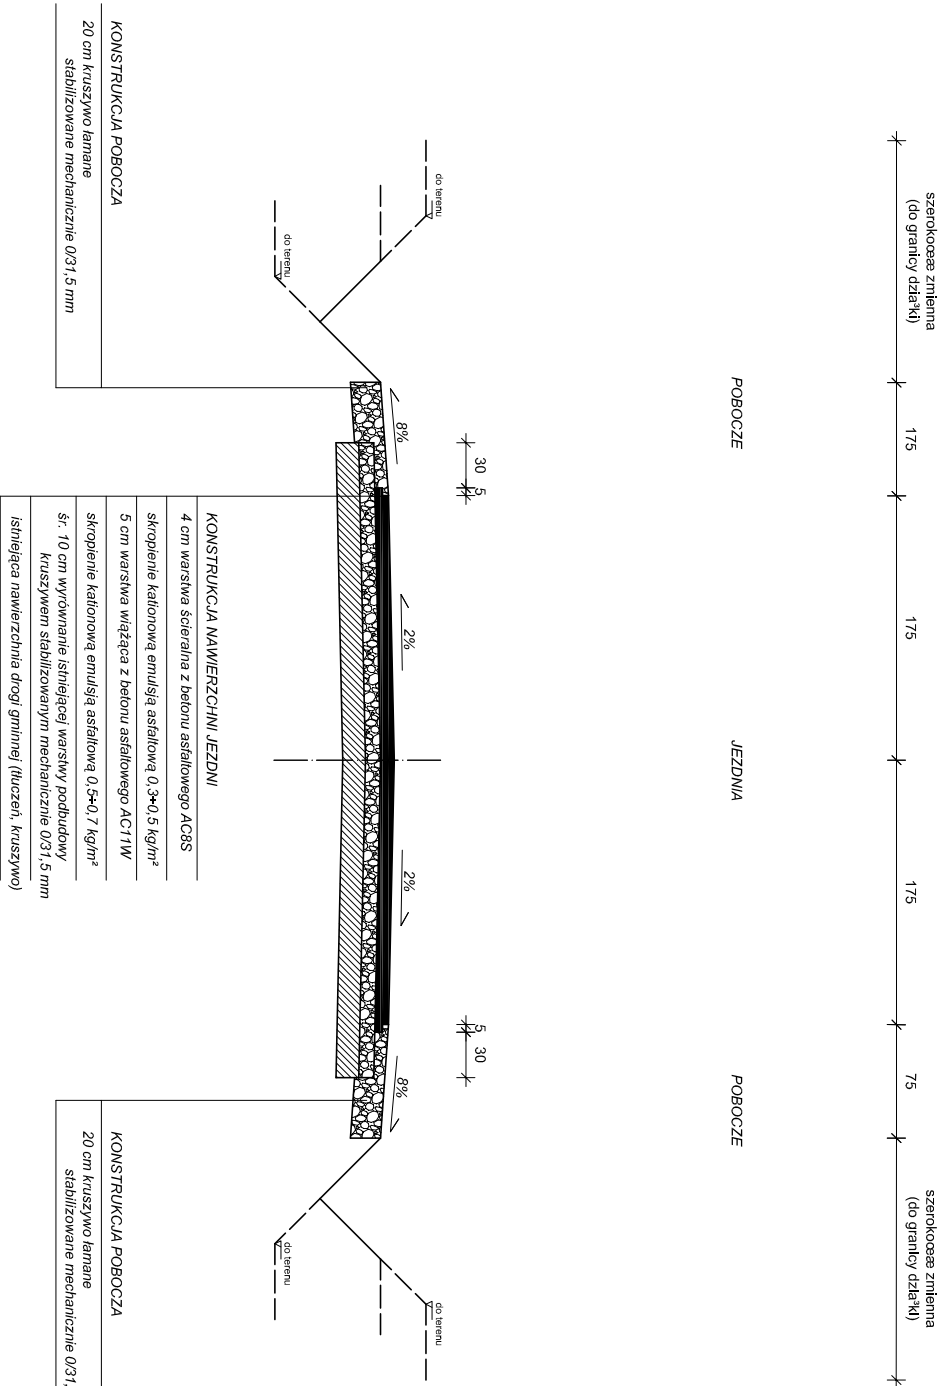 szerokoœæ zmienna
(do granicy dzia³ki)
175
175
175
75
szerokoœæ zmienna
(do granicy dzia³ki)
POBOCZE
JEZDNIA
POBOCZE
30
5
5
30
8%
2%
2%
8%
do terenu
do terenu
do terenu
do terenu
KONSTRUKCJA POBOCZA
20 cm kruszywo łamane
stabilizowane mechanicznie 0/31,5 mm
KONSTRUKCJA NAWIERZCHNI JEZDNI
4 cm warstwa ścieralna z betonu asfaltowego AC8S
skropienie kationową emulsją asfaltową 0,3÷0,5 kg/m²
5 cm warstwa wiążąca z betonu asfaltowego AC11W
skropienie kationową emulsją asfaltową 0,5÷0,7 kg/m²
śr. 10 cm wyrównanie istniejącej warstwy podbudowy
kruszywem stabilizowanym mechanicznie 0/31,5 mm
istniejąca nawierzchnia drogi gminnej (tłuczeń, kruszywo)
KONSTRUKCJA POBOCZA
20 cm kruszywo łamane
stabilizowane mechanicznie 0/31,